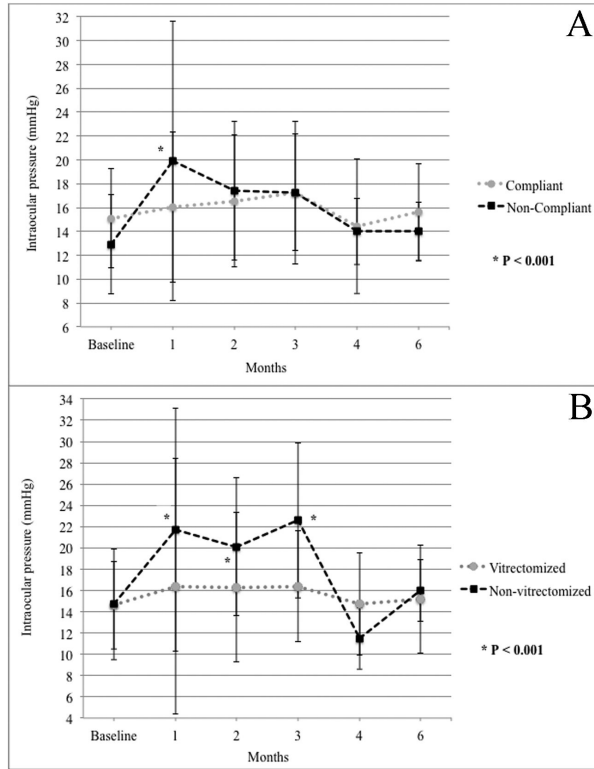 A
32
30
28
26
24
22
20
18
16
14
12
10
8
6
Intraocular pressure (mmHg)
*
Baseline 1 2 3 4 6
Months
Compliant
Non-Compliant
* P < 0.001
B
34
32
30
28
26
24
22
20
18
16
14
12
10
8
6
4
Intraocular pressure (mmHg)
* * *
Baseline 1 2 3 4 6
Months
Vitrectomized
Non-vitrectomized
* P < 0.001